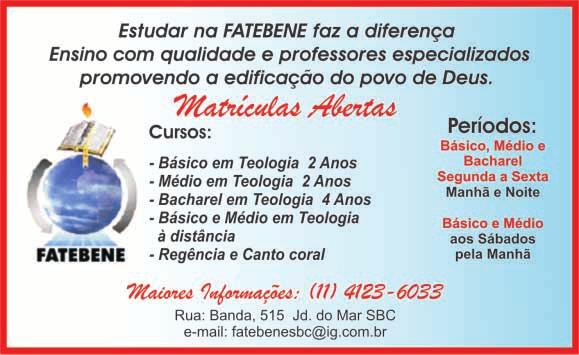 Estudar na FATEBENE faz a diferença
Ensino com qualidade e professores especializados
promovendo a edificação do povo de Deus.
Matrículas Abertas
Cursos:
- Básico em Teologia 2 Anos
- Médio em Teologia 2 Anos
- Bacharel em Teologia 4 Anos
- Básico e Médio em Teologia
à distância
- Regência e Canto coral
FATEBENE
Períodos:
Básico, Médio e
Bacharel
Segunda a Sexta
Manhã e Noite
Básico e Médio
aos Sábados
pela Manhã
Maiores Informações: (11) 4123-6033
Rua: Banda, 515 Jd. do Mar SBC
e-mail: fatebenesbc@ig.com.br